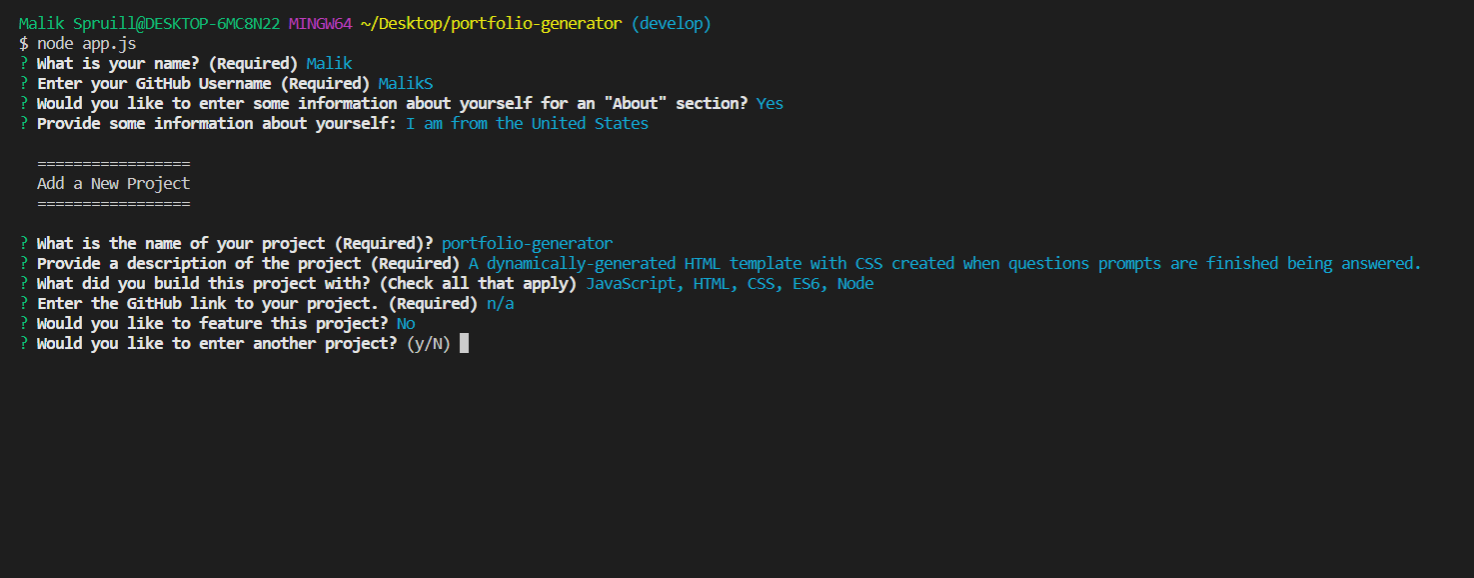 Malik Spruill@DESKTOP-6MC8N22 MINGW64 ~/Desktop/portfolio-generator (develop)
$ node app.js
? What is your name? (Required) Malik
? Enter your GitHub Username (Required) MalikS
? Would you like to enter some information about yourself for an "About" section? Yes
? Provide some information about yourself: I am from the United States
=================
Add a New Project
=================
? What is the name of your project (Required)? portfolio-generator
? Provide a description of the project (Required) A dynamically-generated HTML template with CSS created when questions prompts are finished being answered.
? What did you build this project with? (Check all that apply) JavaScript, HTML, CSS, ES6, Node
? Enter the GitHub link to your project. (Required) n/a
? Would you like to feature this project? No
? Would you like to enter another project? (y/N)